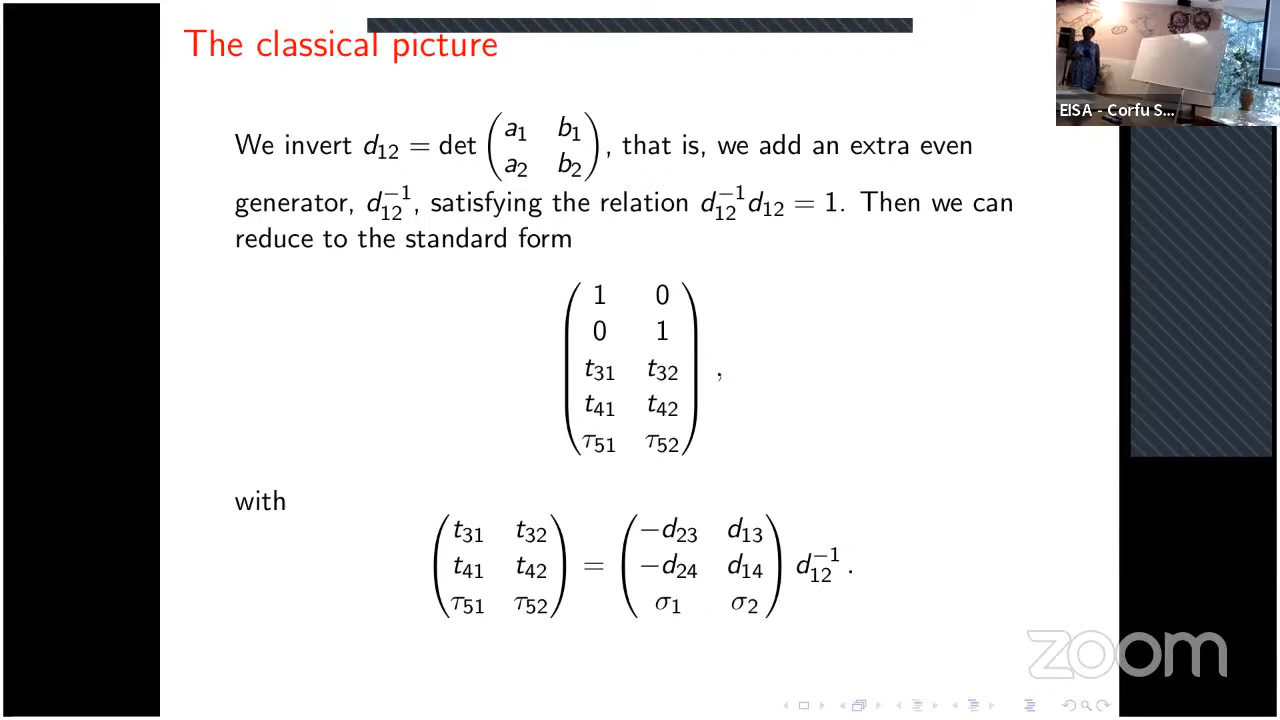 The classical picture
We invert d₁₂ = det ( a₁ b₁ ; a₂ b₂ ) , that is, we add an extra even
generator, d₁₂⁻¹, satisfying the relation d₁₂⁻¹d₁₂ = 1. Then we can
reduce to the standard form
1 0
0 1
t₃₁ t₃₂ ,
t₄₁ t₄₂
τ₅₁ τ₅₂
with
t₃₁ t₃₂ −d₂₃ d₁₃
t₄₁ t₄₂ = −d₂₄ d₁₄ d₁₂⁻¹ .
τ₅₁ τ₅₂ σ₁ σ₂
EISA - Corfu S...
zoom